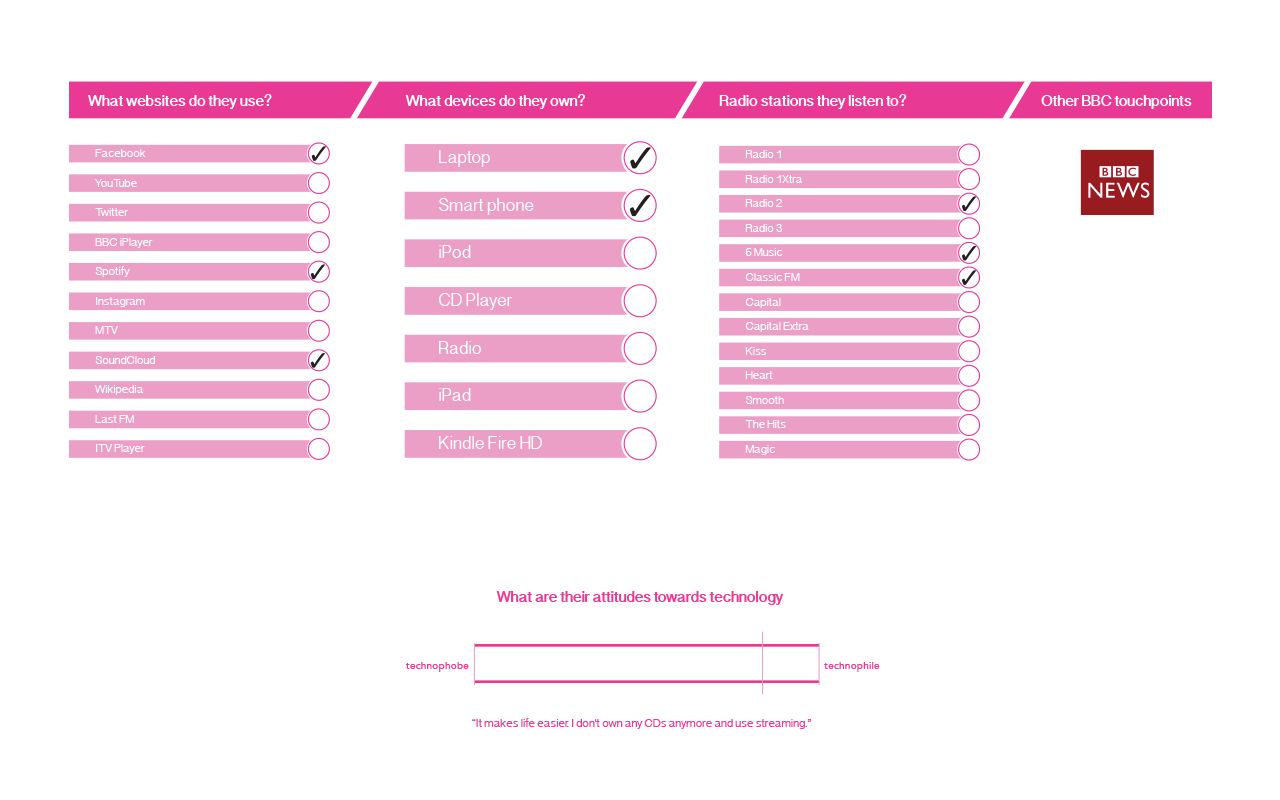 What websites do they use?
What devices do they own?
Radio stations they listen to?
Other BBC touchpoints
Facebook
YouTube
Twitter
BBC iPlayer
Spotify
Instagram
MTV
SoundCloud
Wikipedia
Last FM
ITV Player
Laptop
Smart phone
iPod
CD Player
Radio
iPad
Kindle Fire HD
Radio 1
Radio 1Xtra
Radio 2
Radio 3
6 Music
Classic FM
Capital
Capital Extra
Kiss
Heart
Smooth
The Hits
Magic
BBC
NEWS
What are their attitudes towards technology
technophobe
technophile
“It makes life easier. I don't own any CDs anymore and use streaming.”